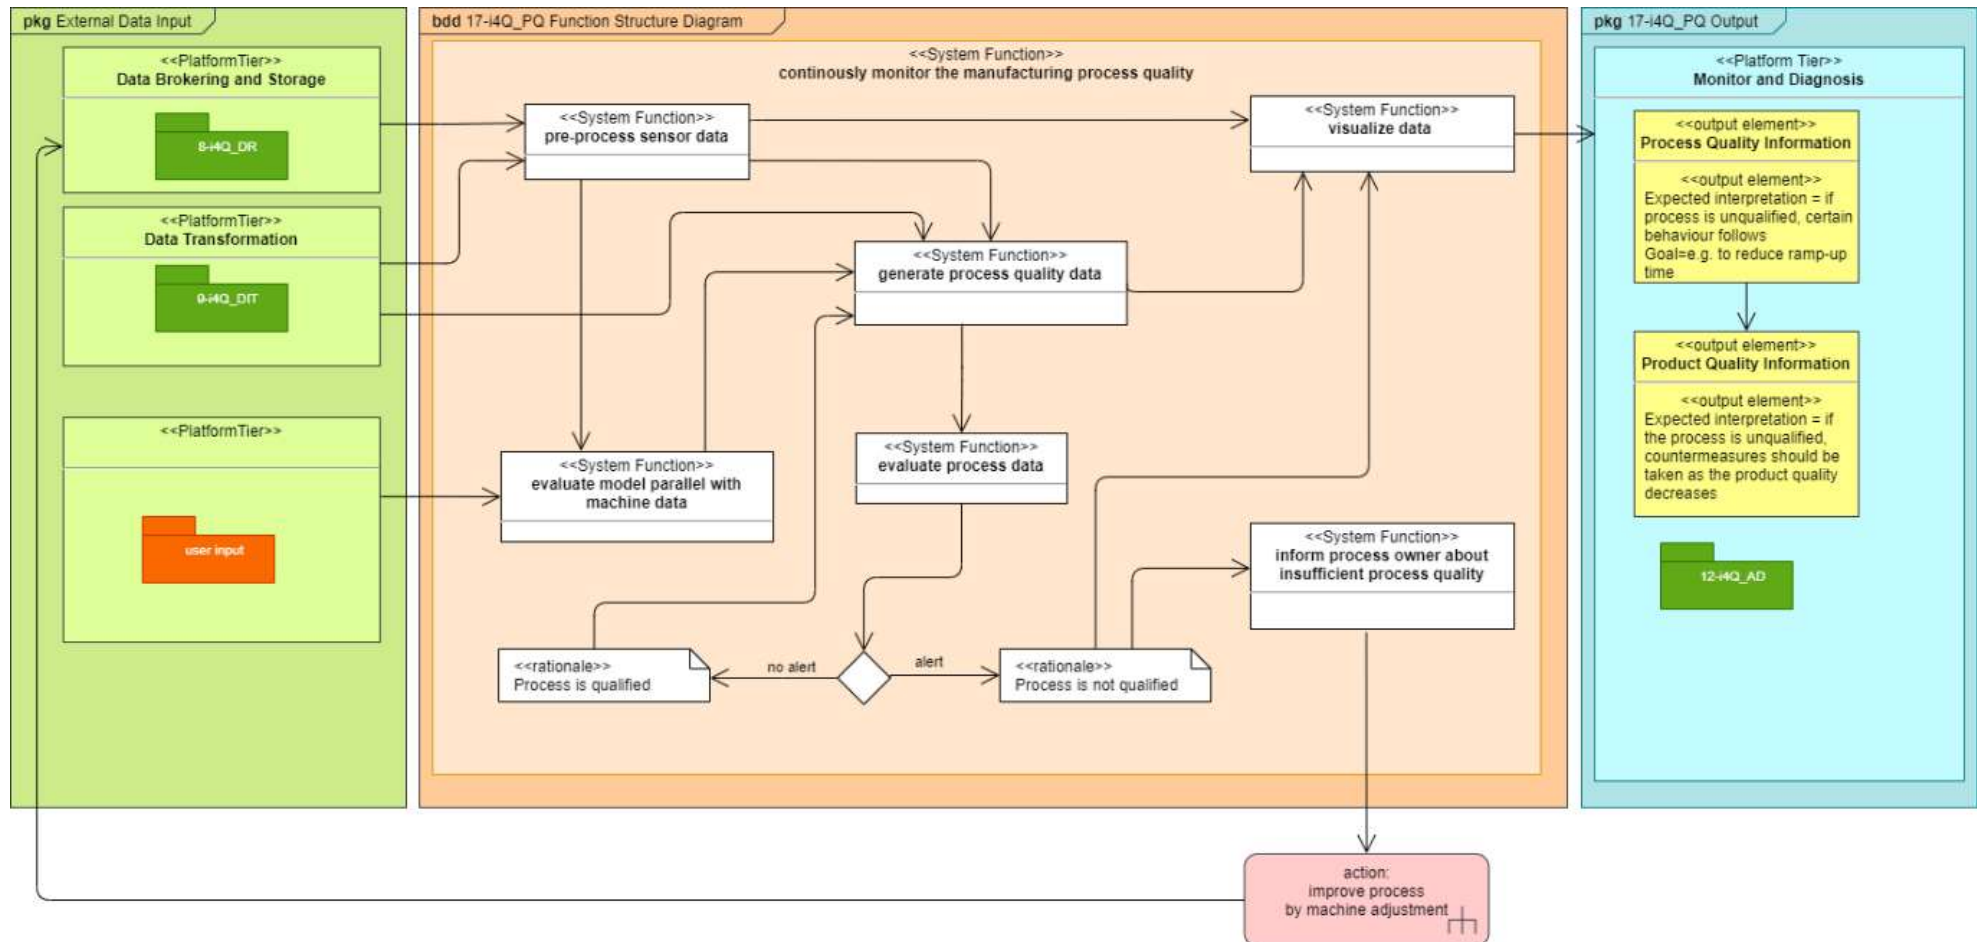 pkg External Data Input
<<PlatformTier>>
Data Brokering and Storage
8-i4Q_DR
<<PlatformTier>>
Data Transformation
9-i4Q_DIT
<<PlatformTier>>
user input
bdd 17-i4Q_PQ Function Structure Diagram
<<System Function>>
continously monitor the manufacturing process quality
<<System Function>>
pre-process sensor data
<<System Function>>
visualize data
<<System Function>>
generate process quality data
<<System Function>>
evaluate model parallel with
machine data
<<System Function>>
evaluate process data
<<System Function>>
inform process owner about
insufficient process quality
<<rationale>>
Process is qualified
no alert
alert
<<rationale>>
Process is not qualified
pkg 17-i4Q_PQ Output
<<Platform Tier>>
Monitor and Diagnosis
<<output element>>
Process Quality Information
<<output element>>
Expected interpretation = if
process is unqualified, certain
behaviour follows
Goal=e.g. to reduce ramp-up
time
<<output element>>
Product Quality Information
<<output element>>
Expected interpretation = if
the process is unqualified,
countermeasures should be
taken as the product quality
decreases
12-i4Q_AD
action:
improve process
by machine adjustment